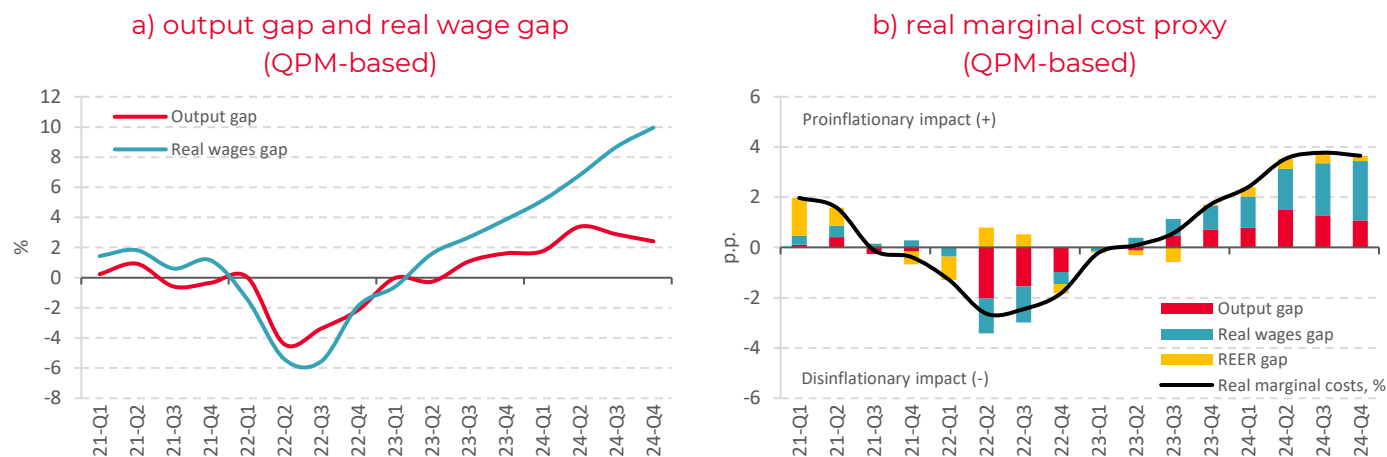 a) output gap and real wage gap
(QPM-based)
%
12
10
8
6
4
2
0
-2
-4
-6
-8
Output gap
Real wages gap
21-Q1
21-Q2
21-Q3
21-Q4
22-Q1
22-Q2
22-Q3
22-Q4
23-Q1
23-Q2
23-Q3
23-Q4
24-Q1
24-Q2
24-Q3
24-Q4
b) real marginal cost proxy
(QPM-based)
p.p.
6
4
2
0
-2
-4
-6
Proinflationary impact (+)
Disinflationary impact (-)
Output gap
Real wages gap
REER gap
Real marginal costs, %
21-Q1
21-Q2
21-Q3
21-Q4
22-Q1
22-Q2
22-Q3
22-Q4
23-Q1
23-Q2
23-Q3
23-Q4
24-Q1
24-Q2
24-Q3
24-Q4